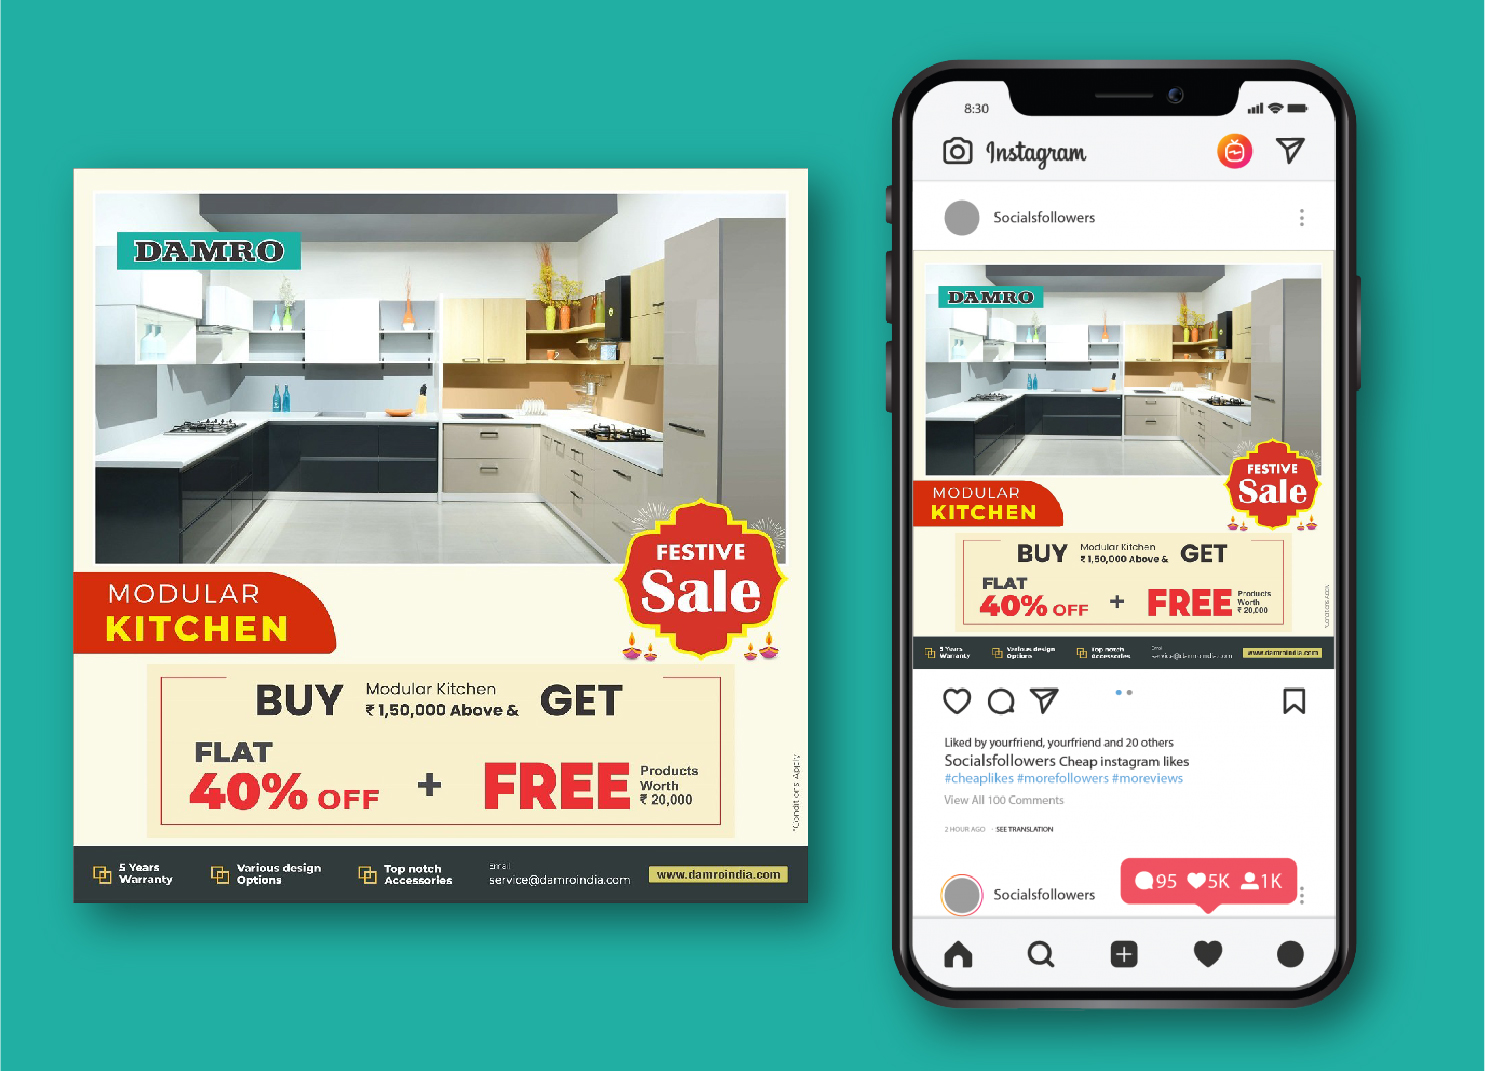 DAMRO
FESTIVE
Sale
MODULAR
KITCHEN
BUY Modular Kitchen ₹ 1,50,000 Above & GET
FLAT
40% OFF + FREE Products Worth ₹ 20,000
*Conditions Apply
5 Years Warranty
Various design Options
Top notch Accessories
Email
service@damroindia.com
www.damroindia.com
8:30
Instagram
Socialsfollowers
DAMRO
FESTIVE
Sale
MODULAR
KITCHEN
BUY Modular Kitchen ₹ 1,50,000 Above & GET
FLAT
40% OFF + FREE Products Worth ₹ 20,000
*Conditions Apply
5 Years Warranty
Various design Options
Top notch Accessories
Email
service@damroindia.com
www.damroindia.com
Liked by yourfriend, yourfriend and 20 others
Socialsfollowers Cheap instagram likes
#cheaplikes #morefollowers #moreviews
View All 100 Comments
2 HOUR AGO · SEE TRANSLATION
Socialsfollowers
95 5K 1K